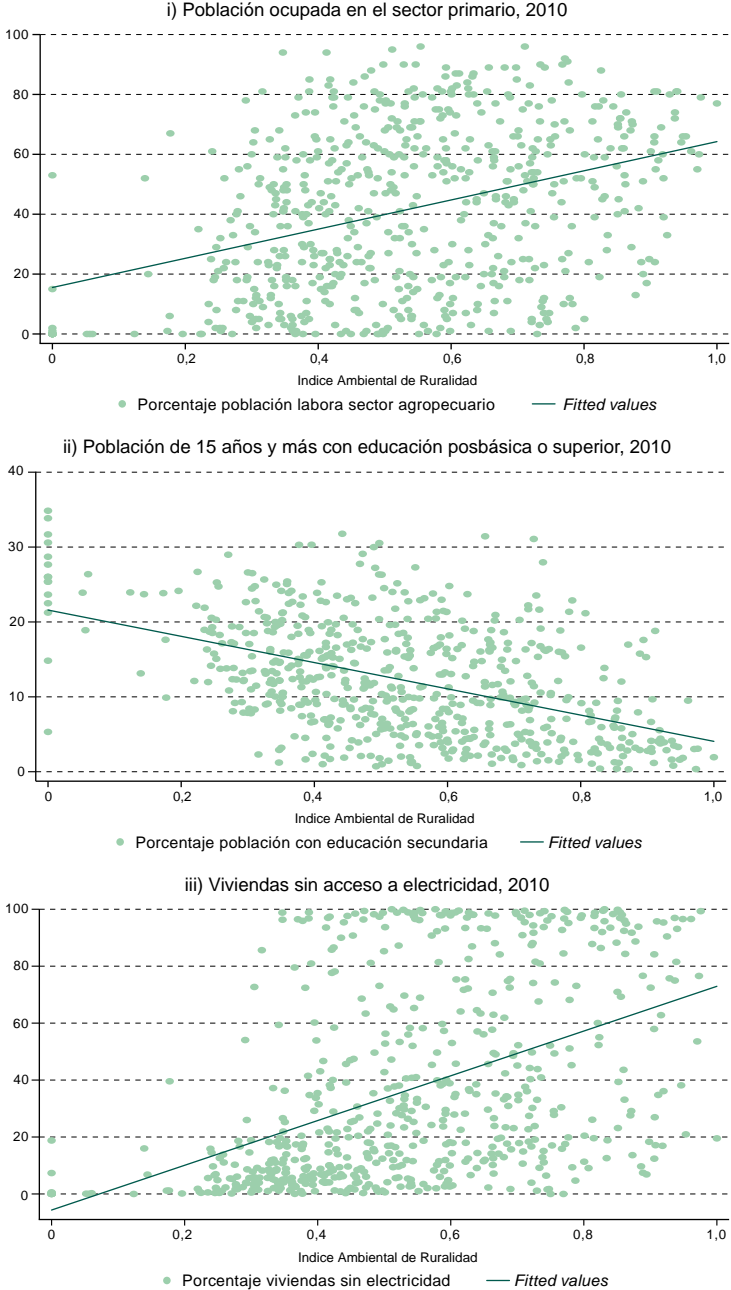 i) Población ocupada en el sector primario, 2010
100
80
60
40
20
0
0 0,2 0,4 0,6 0,8 1,0
Indice Ambiental de Ruralidad
Porcentaje población labora sector agropecuario Fitted values
ii) Población de 15 años y más con educación posbásica o superior, 2010
40
30
20
10
0
0 0,2 0,4 0,6 0,8 1,0
Indice Ambiental de Ruralidad
Porcentaje población con educación secundaria Fitted values
iii) Viviendas sin acceso a electricidad, 2010
100
80
60
40
20
0
0 0,2 0,4 0,6 0,8 1,0
Indice Ambiental de Ruralidad
Porcentaje viviendas sin electricidad Fitted values